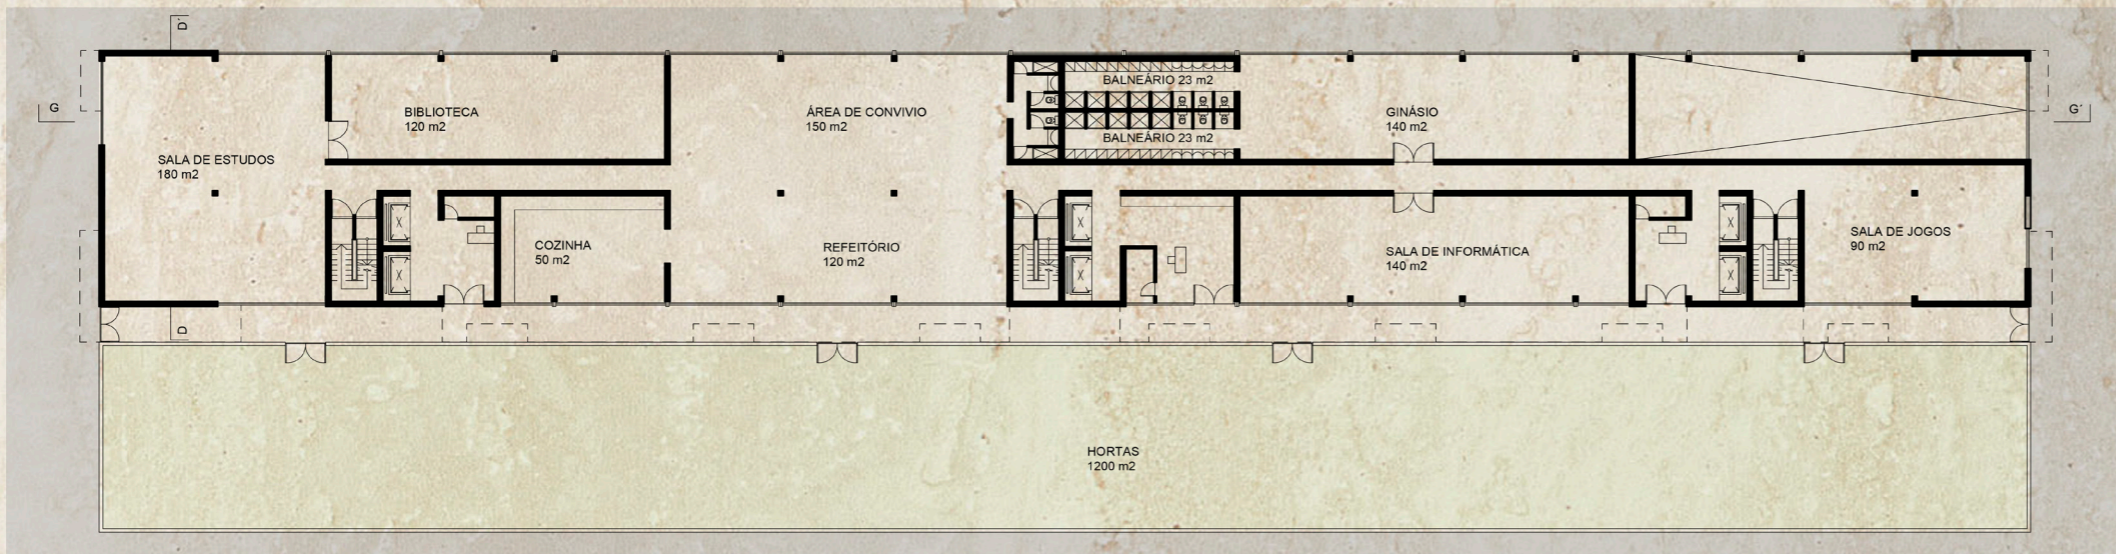 D´
G
G´
BIBLIOTECA
120 m2
ÁREA DE CONVIVIO
150 m2
BALNEÁRIO 23 m2
BALNEÁRIO 23 m2
GINÁSIO
140 m2
SALA DE ESTUDOS
180 m2
COZINHA
50 m2
REFEITÓRIO
120 m2
SALA DE INFORMÁTICA
140 m2
SALA DE JOGOS
90 m2
D
HORTAS
1200 m2